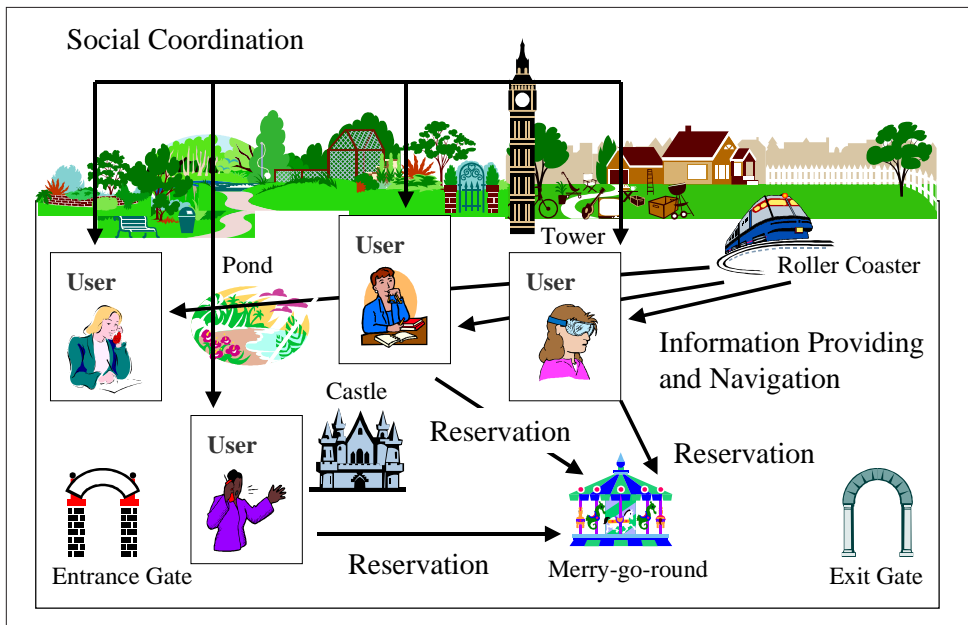 Social Coordination
Tower
User
Pond
User
User
Roller Coaster
Information Providing
and Navigation
Castle
User
Reservation
Reservation
Entrance Gate
Reservation
Merry-go-round
Exit Gate